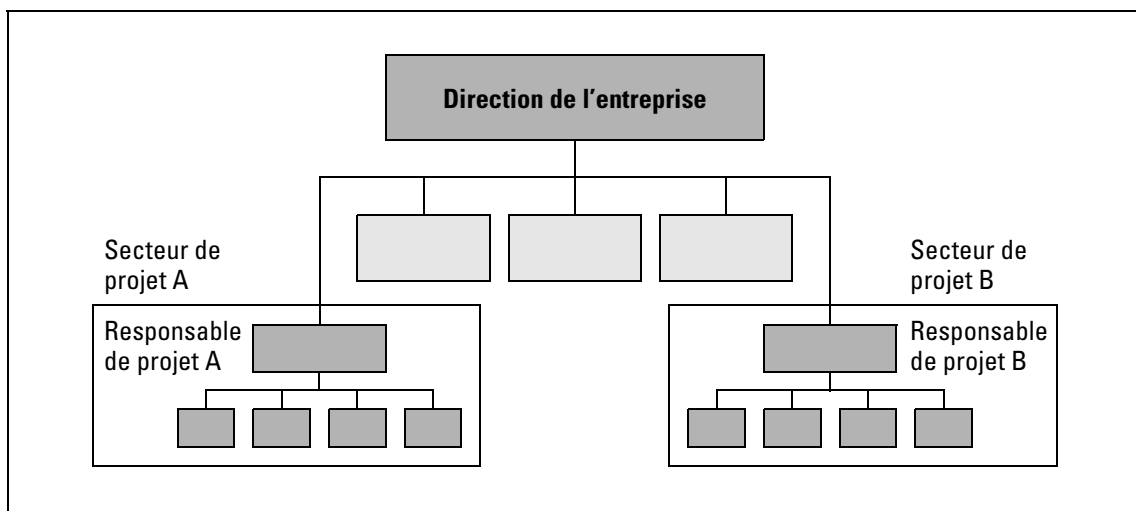 Direction de l'entreprise
Secteur de
projet A
Responsable
de projet A
Secteur de
projet B
Responsable
de projet B